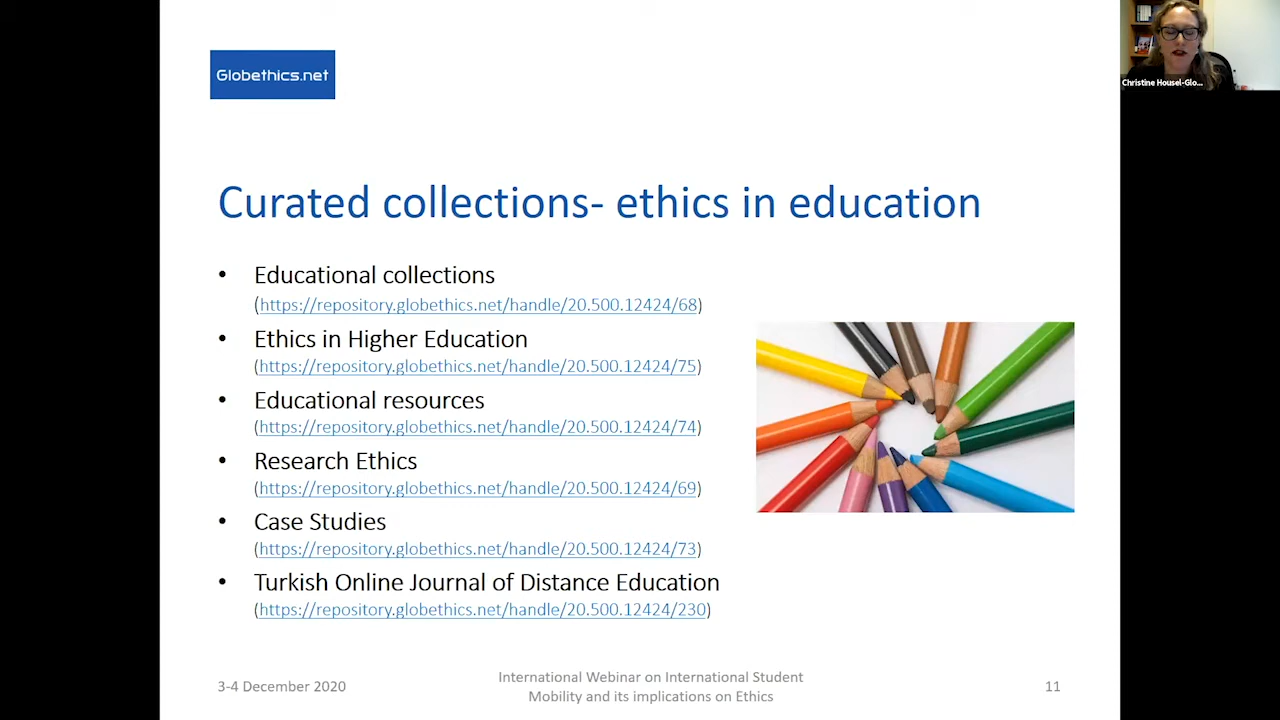 Globethics.net
Christine Housel-Glo...
Curated collections- ethics in education
• Educational collections
(https://repository.globethics.net/handle/20.500.12424/68)
• Ethics in Higher Education
(https://repository.globethics.net/handle/20.500.12424/75)
• Educational resources
(https://repository.globethics.net/handle/20.500.12424/74)
• Research Ethics
(https://repository.globethics.net/handle/20.500.12424/69)
• Case Studies
(https://repository.globethics.net/handle/20.500.12424/73)
• Turkish Online Journal of Distance Education
(https://repository.globethics.net/handle/20.500.12424/230)
3-4 December 2020
International Webinar on International Student
Mobility and its implications on Ethics
11